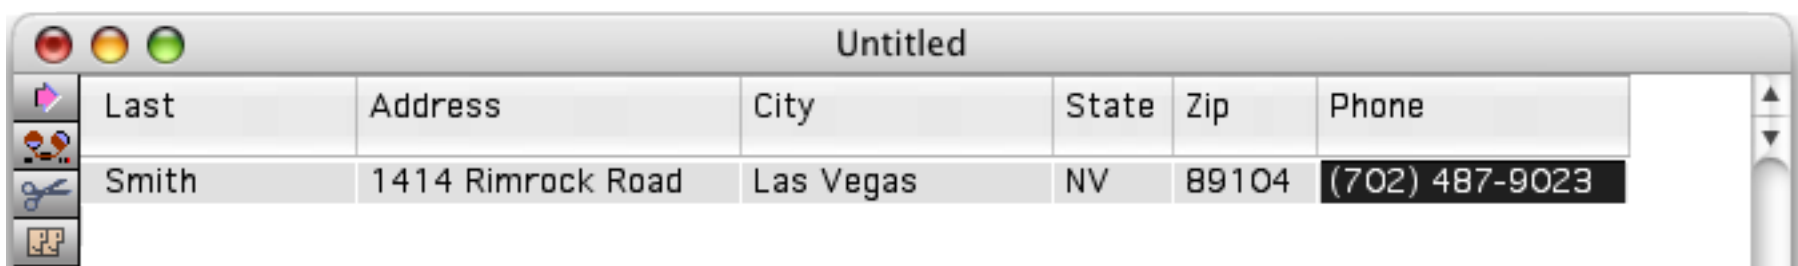 Untitled
Last Address City State Zip Phone
Smith 1414 Rimrock Road Las Vegas NV 89104 (702) 487-9023